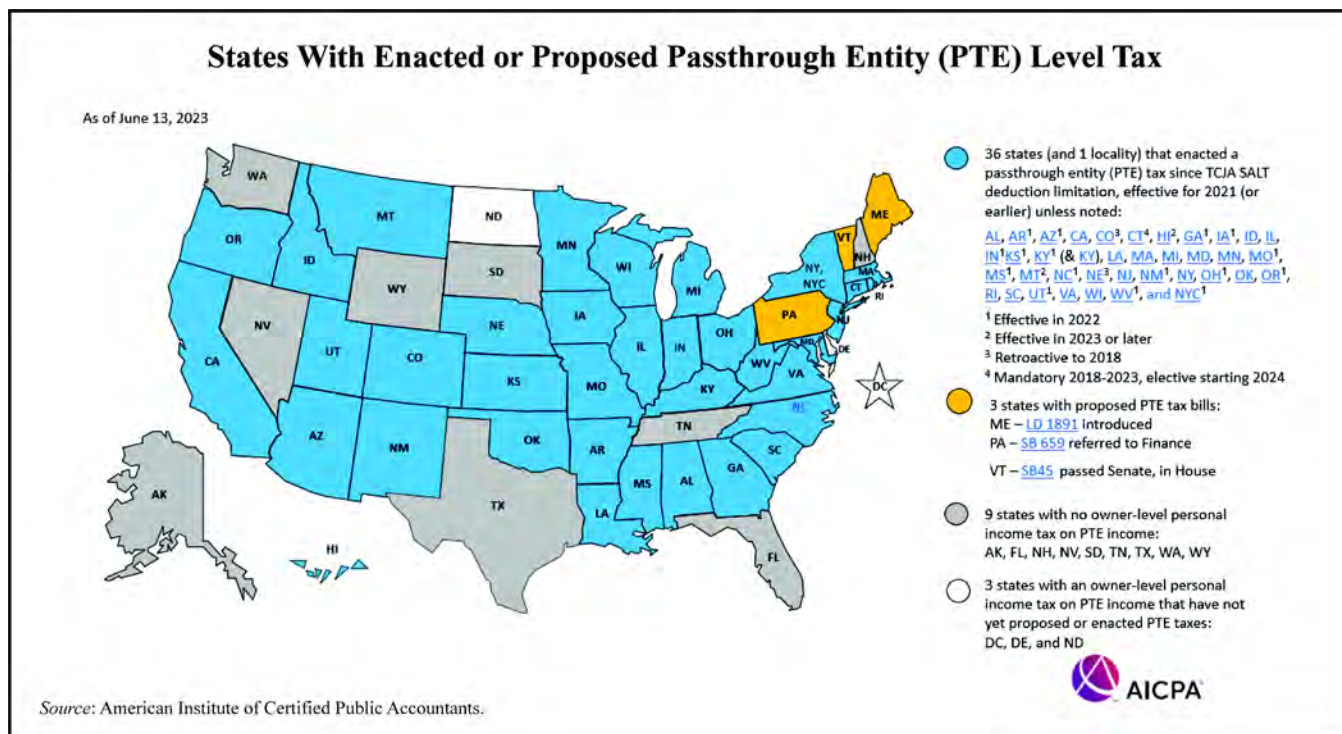 States With Enacted or Proposed Passthrough Entity (PTE) Level Tax
As of June 13, 2023
WA
OR
CA
NV
ID
MT
WY
UT
AZ
CO
NM
ND
SD
NE
KS
OK
TX
MN
IA
MO
AR
LA
WI
IL
MI
IN
OH
KY
TN
MS
AL
GA
FL
SC
NC
VA
WV
MD
DE
DC
PA
NJ
NY,
NYC
CT
RI
MA
VT
NH
ME
AK
HI
36 states (and 1 locality) that enacted a
passthrough entity (PTE) tax since TCJA SALT
deduction limitation, effective for 2021 (or
earlier) unless noted:
AL, AR¹, AZ¹, CA, CO³, CT⁴, HI², GA¹, IA¹, ID, IL,
IN¹KS¹, KY¹ (& KY), LA, MA, MI, MD, MN, MO¹,
MS¹, MT², NC¹, NE³, NJ, NM¹, NY, OH¹, OK, OR¹,
RI, SC, UT¹, VA, WI, WV¹, and NYC¹
¹ Effective in 2022
² Effective in 2023 or later
³ Retroactive to 2018
⁴ Mandatory 2018-2023, elective starting 2024
3 states with proposed PTE tax bills:
ME – LD 1891 Introduced
PA – SB 659 referred to Finance
VT – SB45 passed Senate, in House
9 states with no owner-level personal
income tax on PTE income:
AK, FL, NH, NV, SD, TN, TX, WA, WY
3 states with an owner-level personal
income tax on PTE income that have not
yet proposed or enacted PTE taxes:
DC, DE, and ND
AICPA
Source: American Institute of Certified Public Accountants.